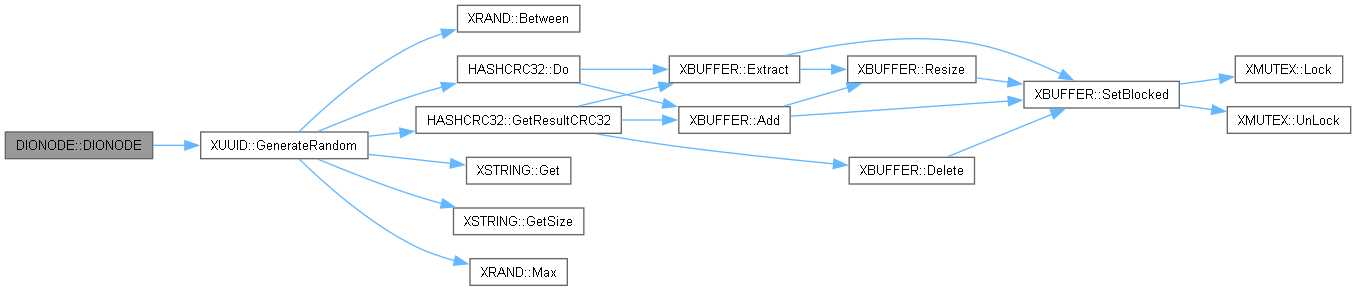 DIONODE::DIONODE
XUUID::GenerateRandom
XRAND::Between
HASHCRC32::Do
HASHCRC32::GetResultCRC32
XSTRING::Get
XSTRING::GetSize
XRAND::Max
XBUFFER::Extract
XBUFFER::Add
XBUFFER::Resize
XBUFFER::Delete
XBUFFER::SetBlocked
XMUTEX::Lock
XMUTEX::UnLock